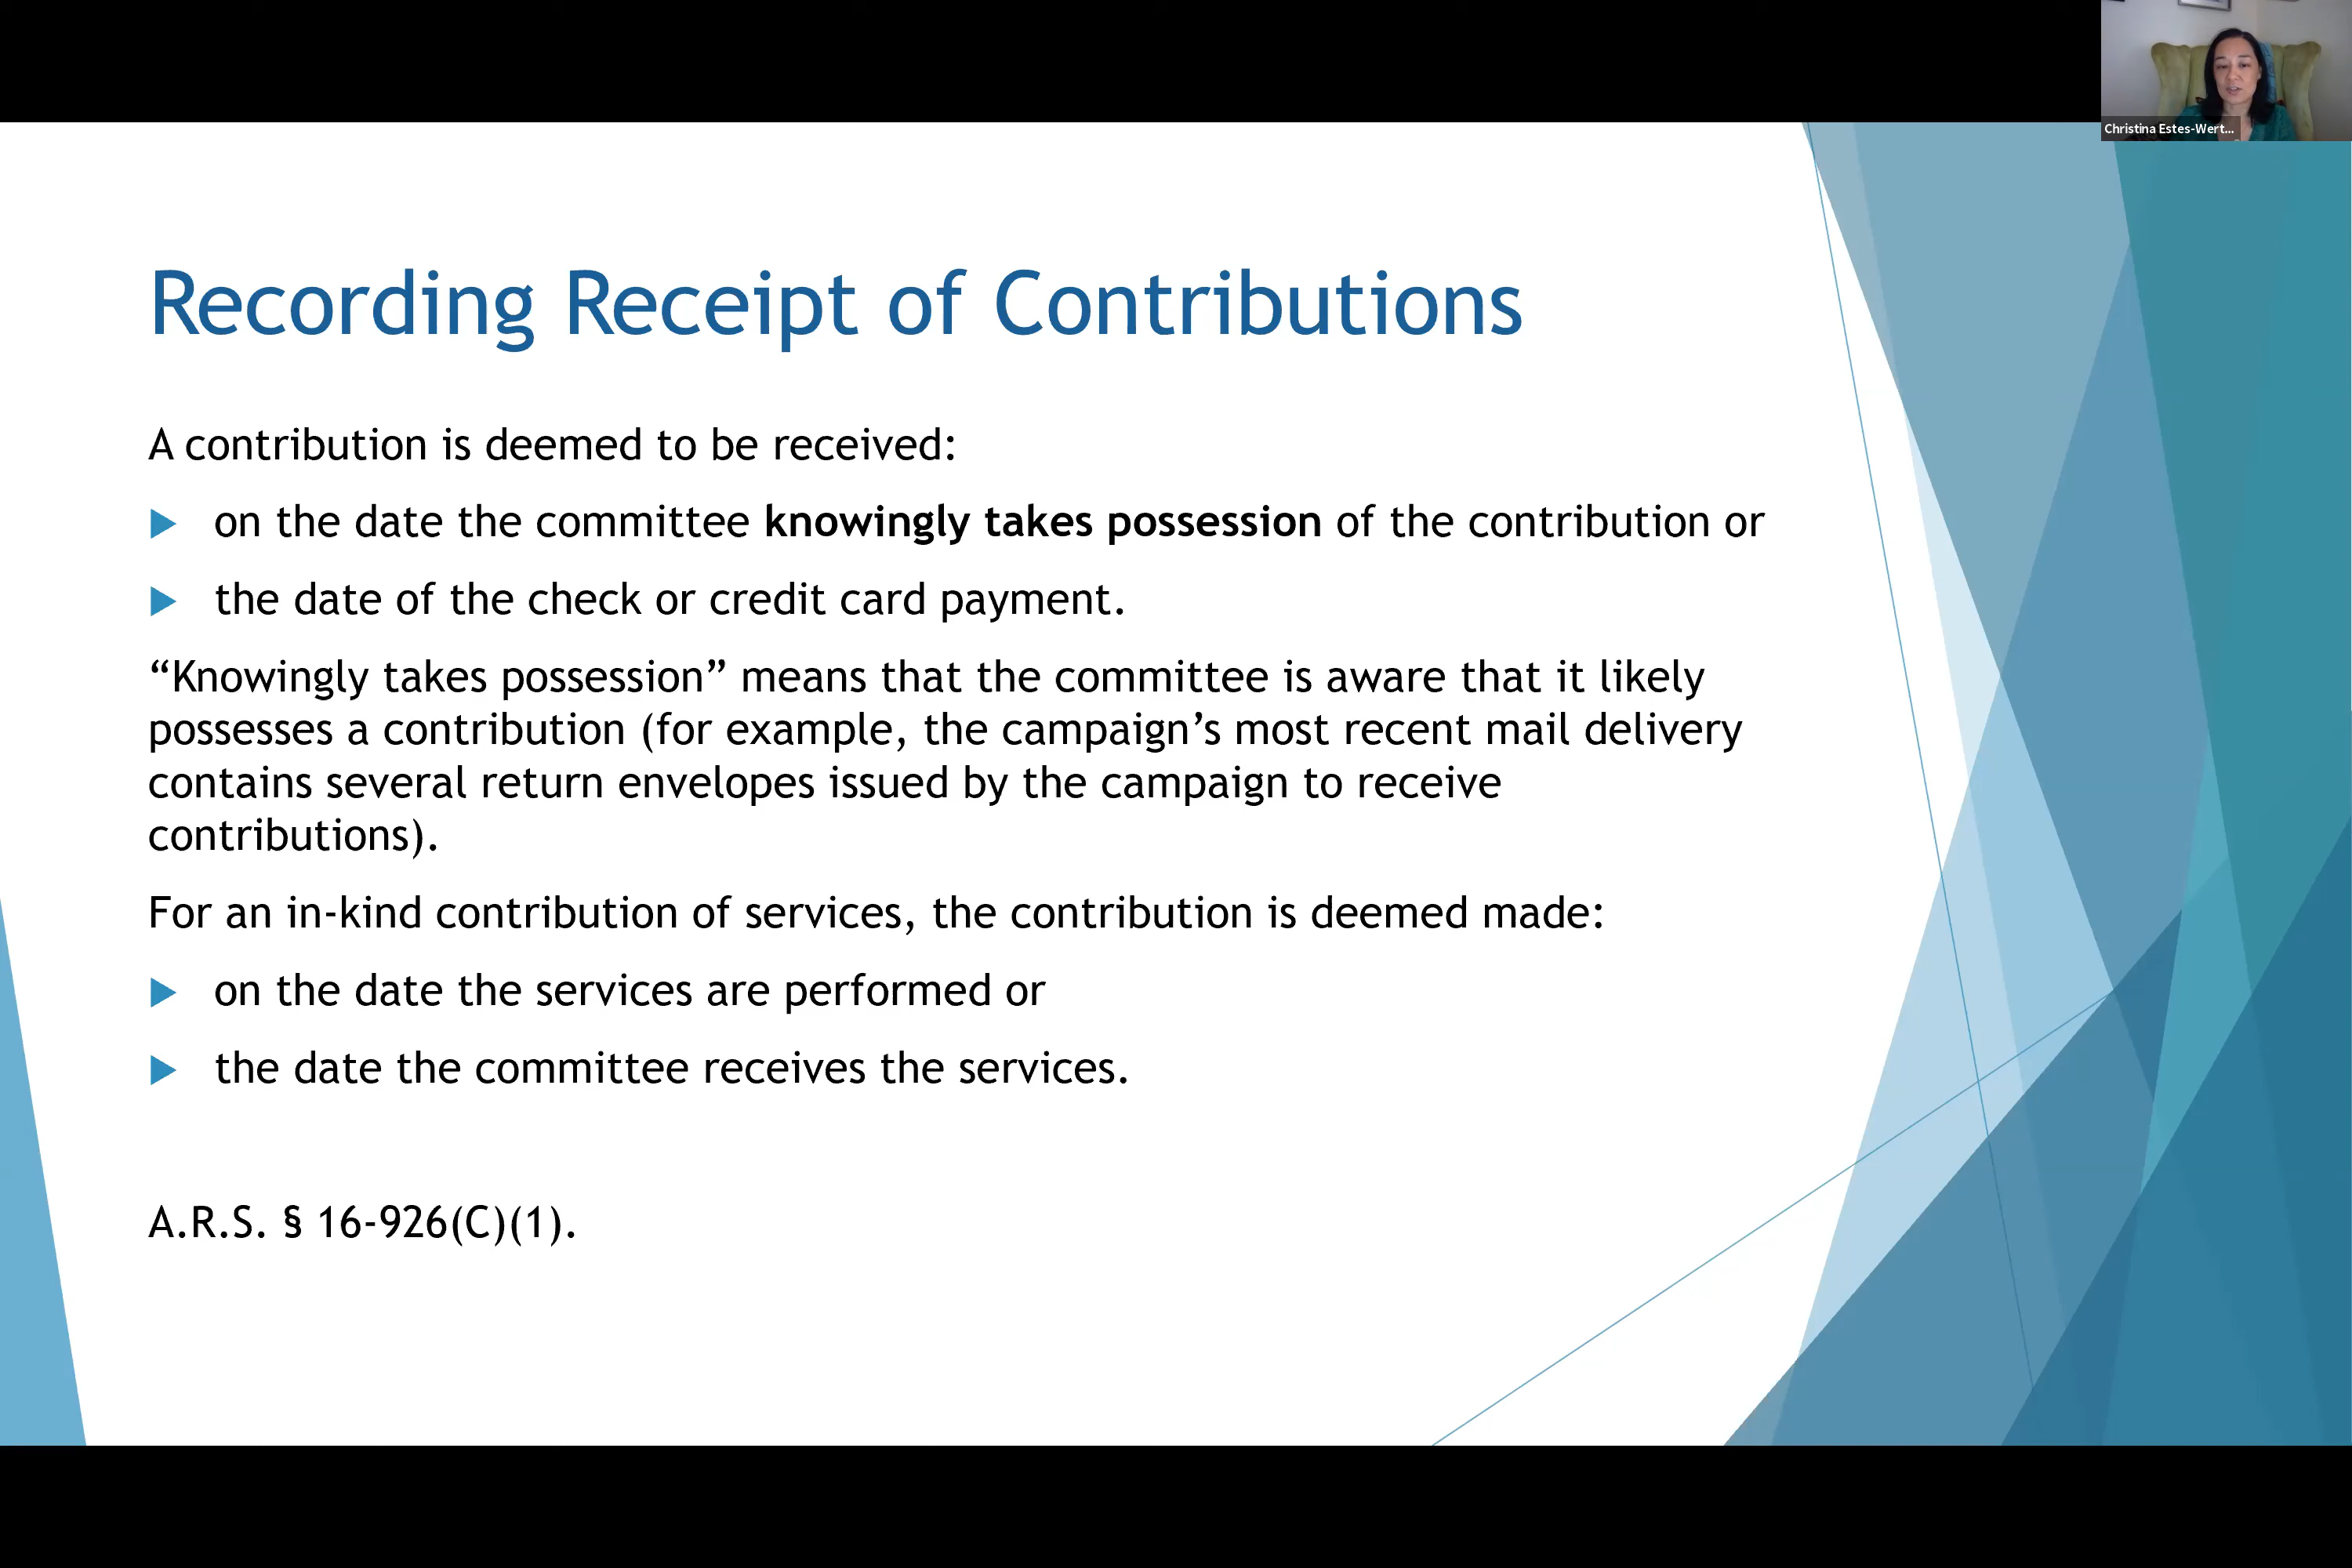 Christina Estes-Wert...
Recording Receipt of Contributions
A contribution is deemed to be received:
on the date the committee knowingly takes possession of the contribution or
the date of the check or credit card payment.
“Knowingly takes possession” means that the committee is aware that it likely
possesses a contribution (for example, the campaign’s most recent mail delivery
contains several return envelopes issued by the campaign to receive
contributions).
For an in-kind contribution of services, the contribution is deemed made:
on the date the services are performed or
the date the committee receives the services.
A.R.S. § 16-926(C)(1).